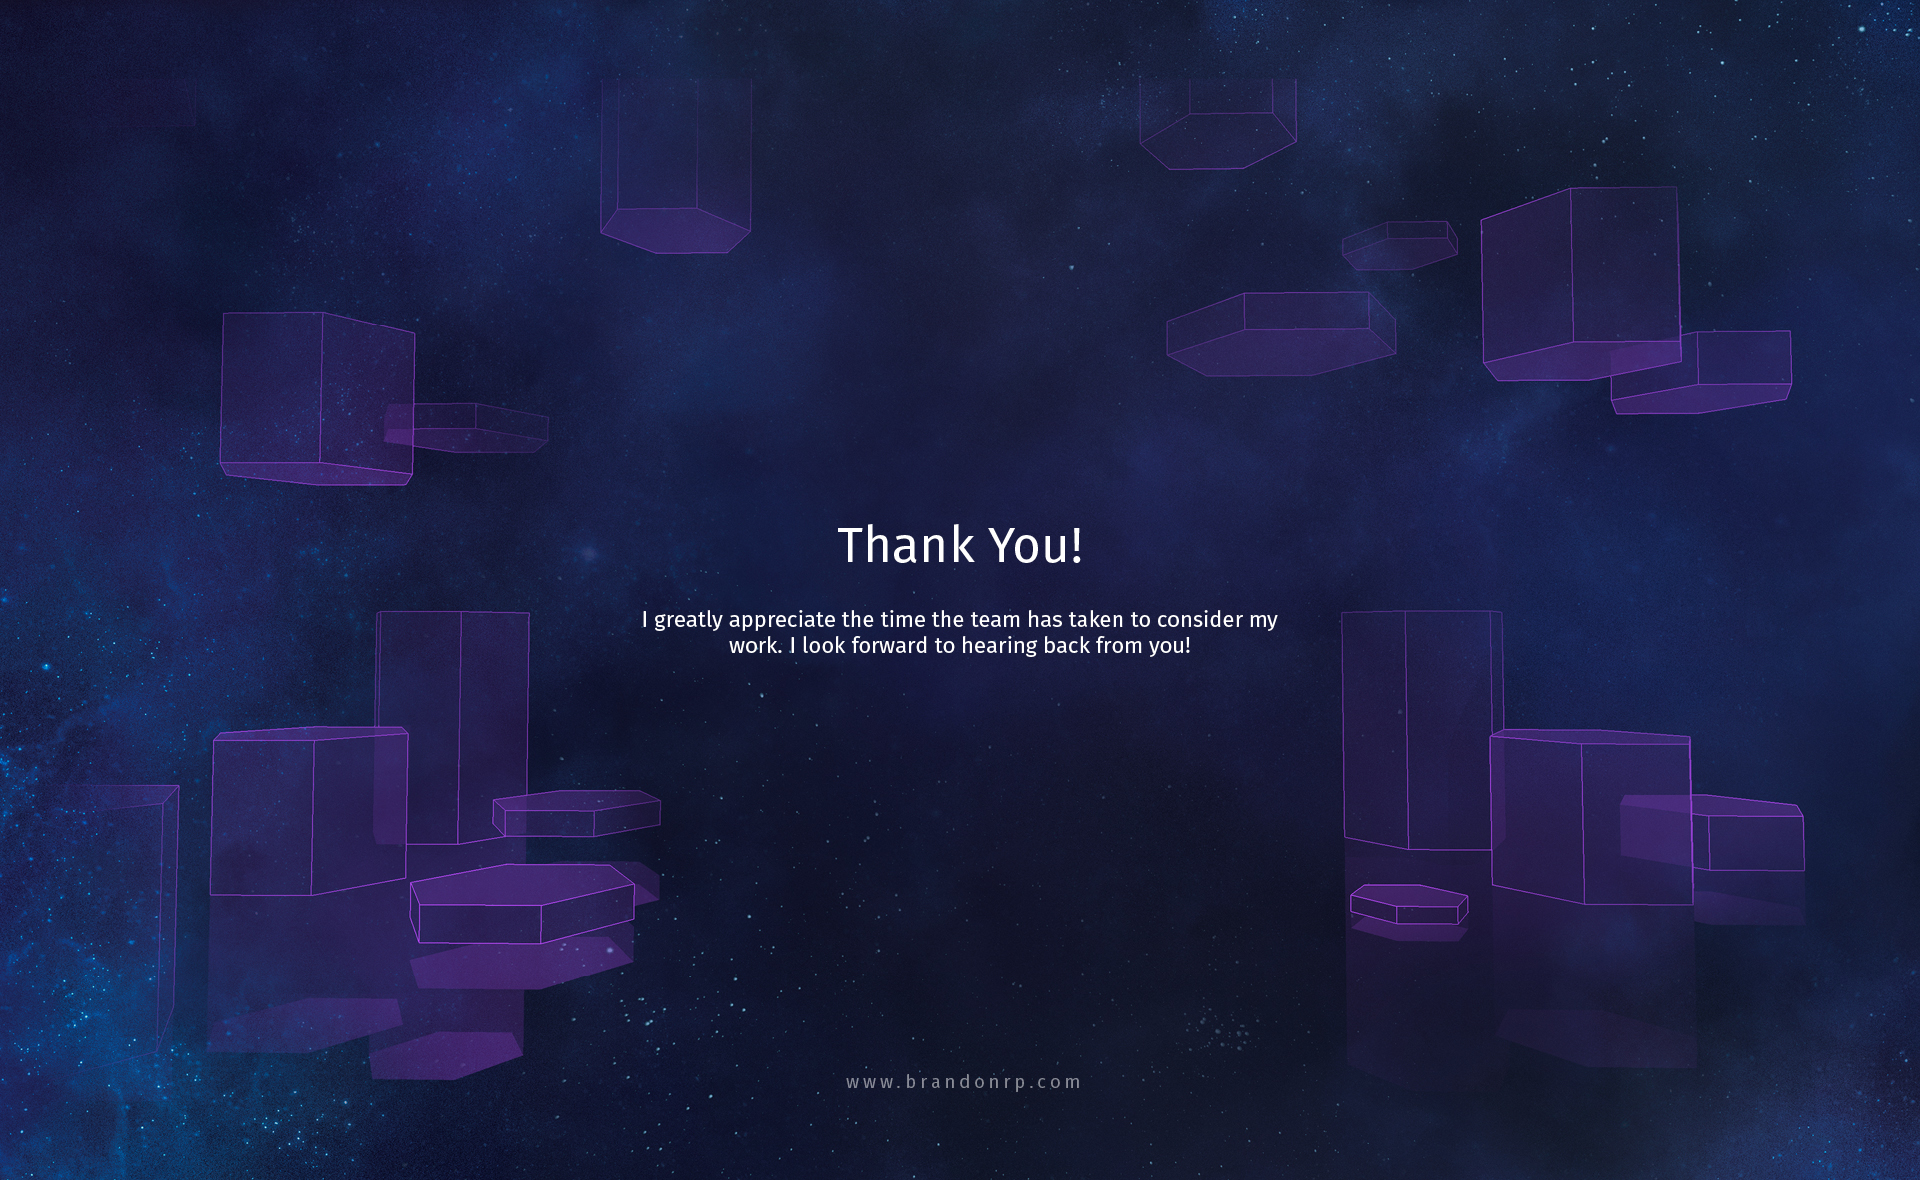 Thank You!
I greatly appreciate the time the team has taken to consider my
work. I look forward to hearing back from you!
www.brandonrp.com